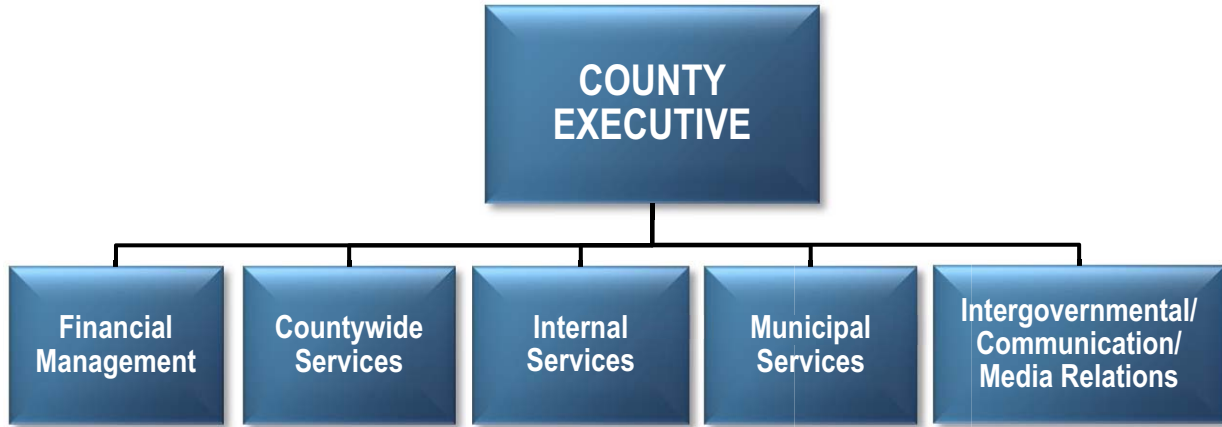 COUNTY
EXECUTIVE
Financial
Management
Countywide
Services
Internal
Services
Municipal
Services
Intergovernmental/
Communication/
Media Relations